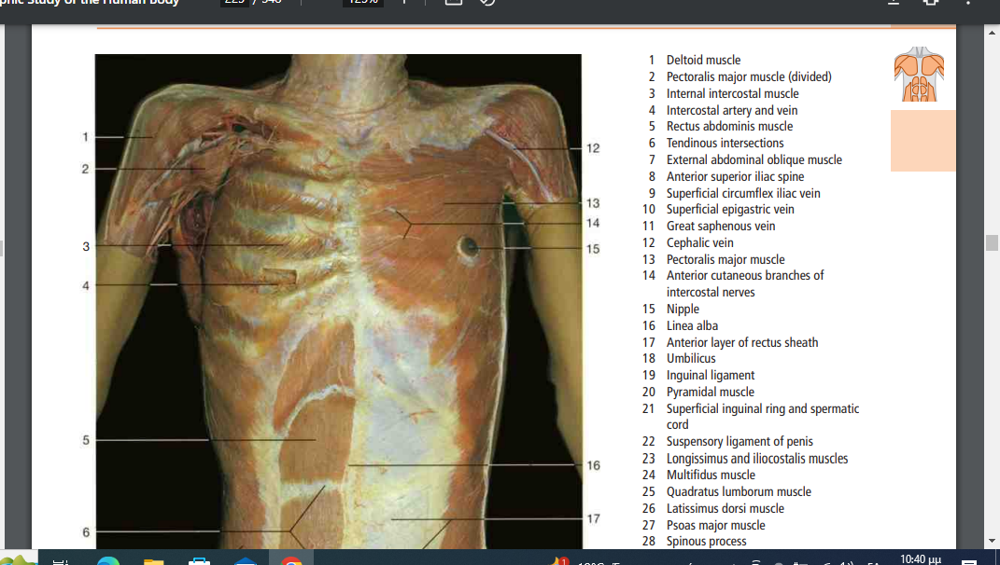 phic Study of the Human Body
225 / 548
125%
1 Deltoid muscle
2 Pectoralis major muscle (divided)
3 Internal intercostal muscle
4 Intercostal artery and vein
5 Rectus abdominis muscle
6 Tendinous intersections
7 External abdominal oblique muscle
8 Anterior superior iliac spine
9 Superficial circumflex iliac vein
10 Superficial epigastric vein
11 Great saphenous vein
12 Cephalic vein
13 Pectoralis major muscle
14 Anterior cutaneous branches of
intercostal nerves
15 Nipple
16 Linea alba
17 Anterior layer of rectus sheath
18 Umbilicus
19 Inguinal ligament
20 Pyramidal muscle
21 Superficial inguinal ring and spermatic
cord
22 Suspensory ligament of penis
23 Longissimus and iliocostalis muscles
24 Multifidus muscle
25 Quadratus lumborum muscle
26 Latissimus dorsi muscle
27 Psoas major muscle
28 Spinous process
1
2
3
4
5
6
12
13
14
15
16
17
1
10:40 μμ